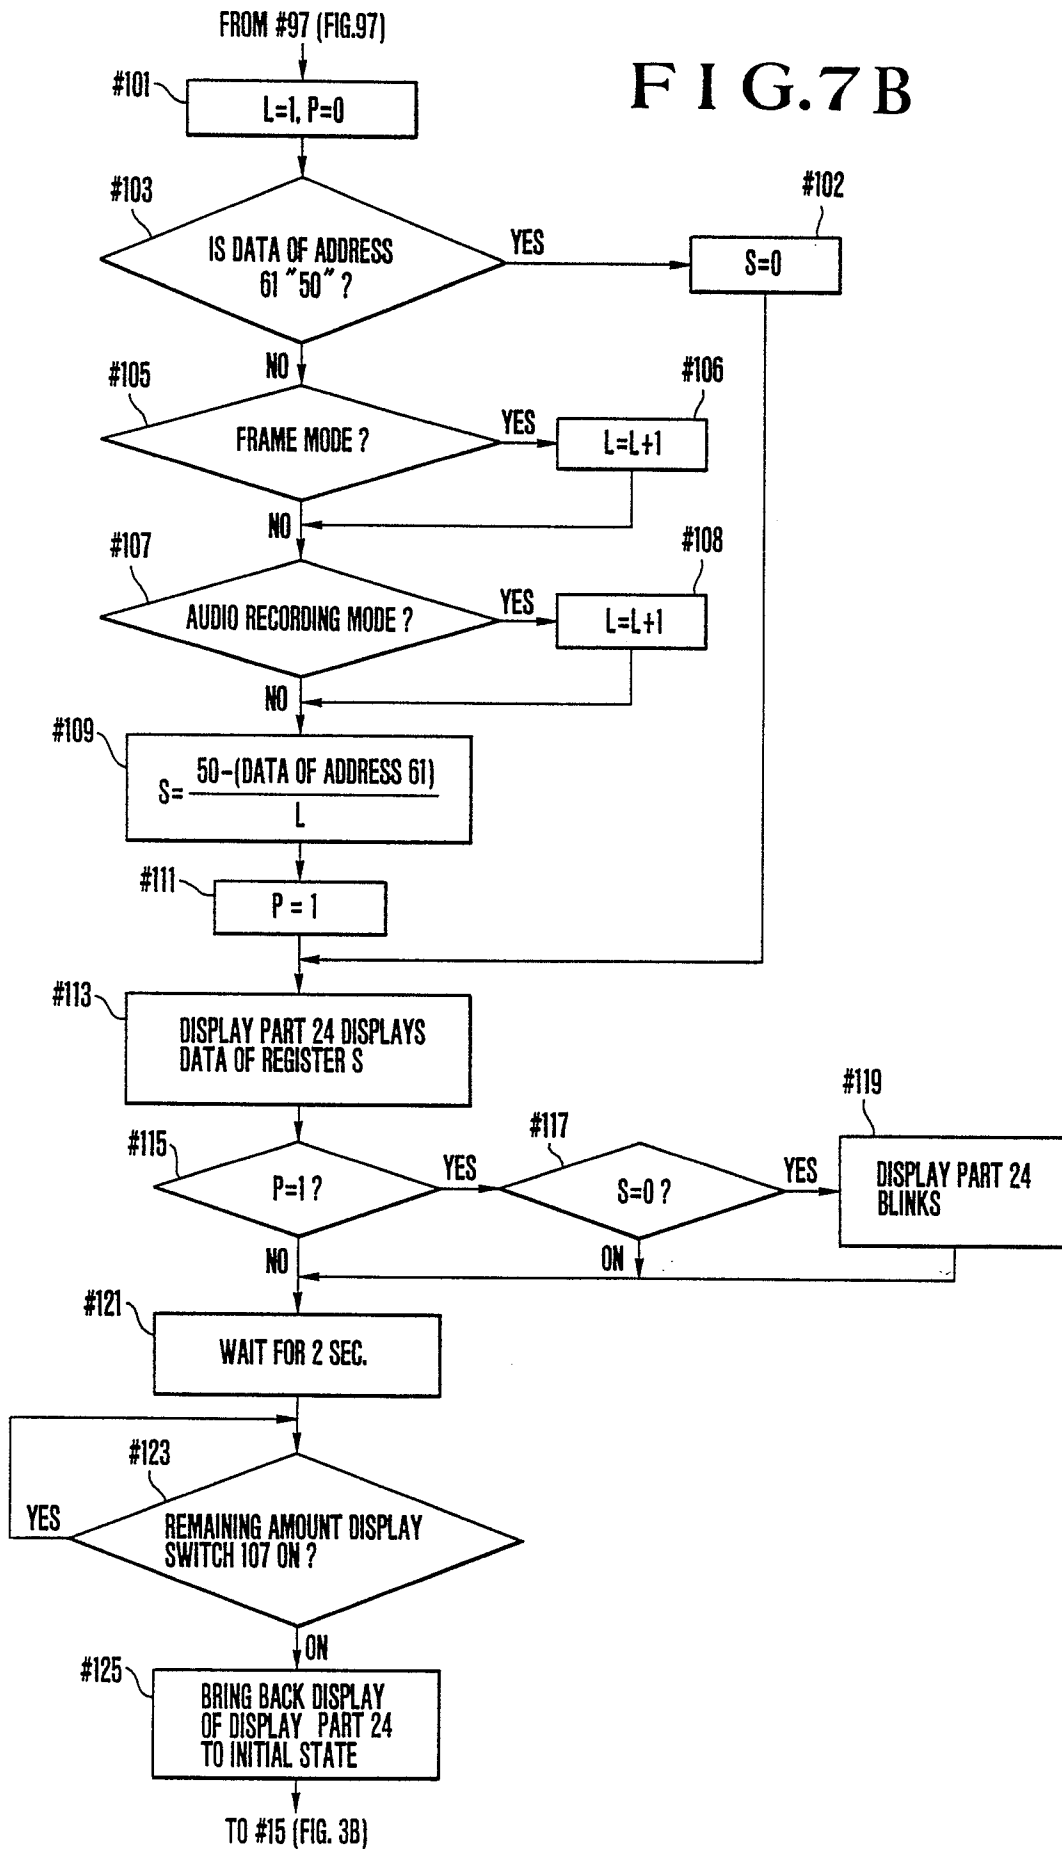 FROM #97 (FIG.97)
FIG.7B
#101
L=1, P=0
#103
IS DATA OF ADDRESS
61 "50" ?
YES
#102
S=0
NO
#105
FRAME MODE ?
YES
#106
L=L+1
NO
#107
AUDIO RECORDING MODE ?
YES
#108
L=L+1
NO
#109
S= 50-(DATA OF ADDRESS 61)
L
#111
P = 1
#113
DISPLAY PART 24 DISPLAYS
DATA OF REGISTER S
#115
P=1 ?
YES
#117
S=0 ?
YES
#119
DISPLAY PART 24
BLINKS
NO
ON
#121
WAIT FOR 2 SEC.
#123
YES
REMAINING AMOUNT DISPLAY
SWITCH 107 ON ?
ON
#125
BRING BACK DISPLAY
OF DISPLAY PART 24
TO INITIAL STATE
TO #15 (FIG. 3B)